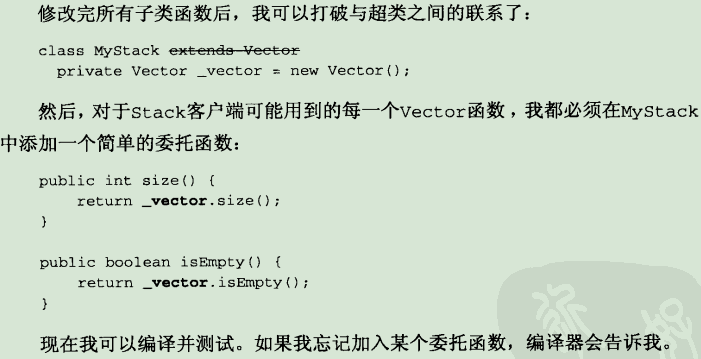 修改完所有子类函数后，我可以打破与超类之间的联系了：
class MyStack extends Vector
private Vector _vector = new Vector();
然后，对于Stack客户端可能用到的每一个Vector函数，我都必须在MyStack
中添加一个简单的委托函数：
public int size() {
return _vector.size();
}
public boolean isEmpty() {
return _vector.isEmpty();
}
现在我可以编译并测试。如果我忘记加入某个委托函数，编译器会告诉我。